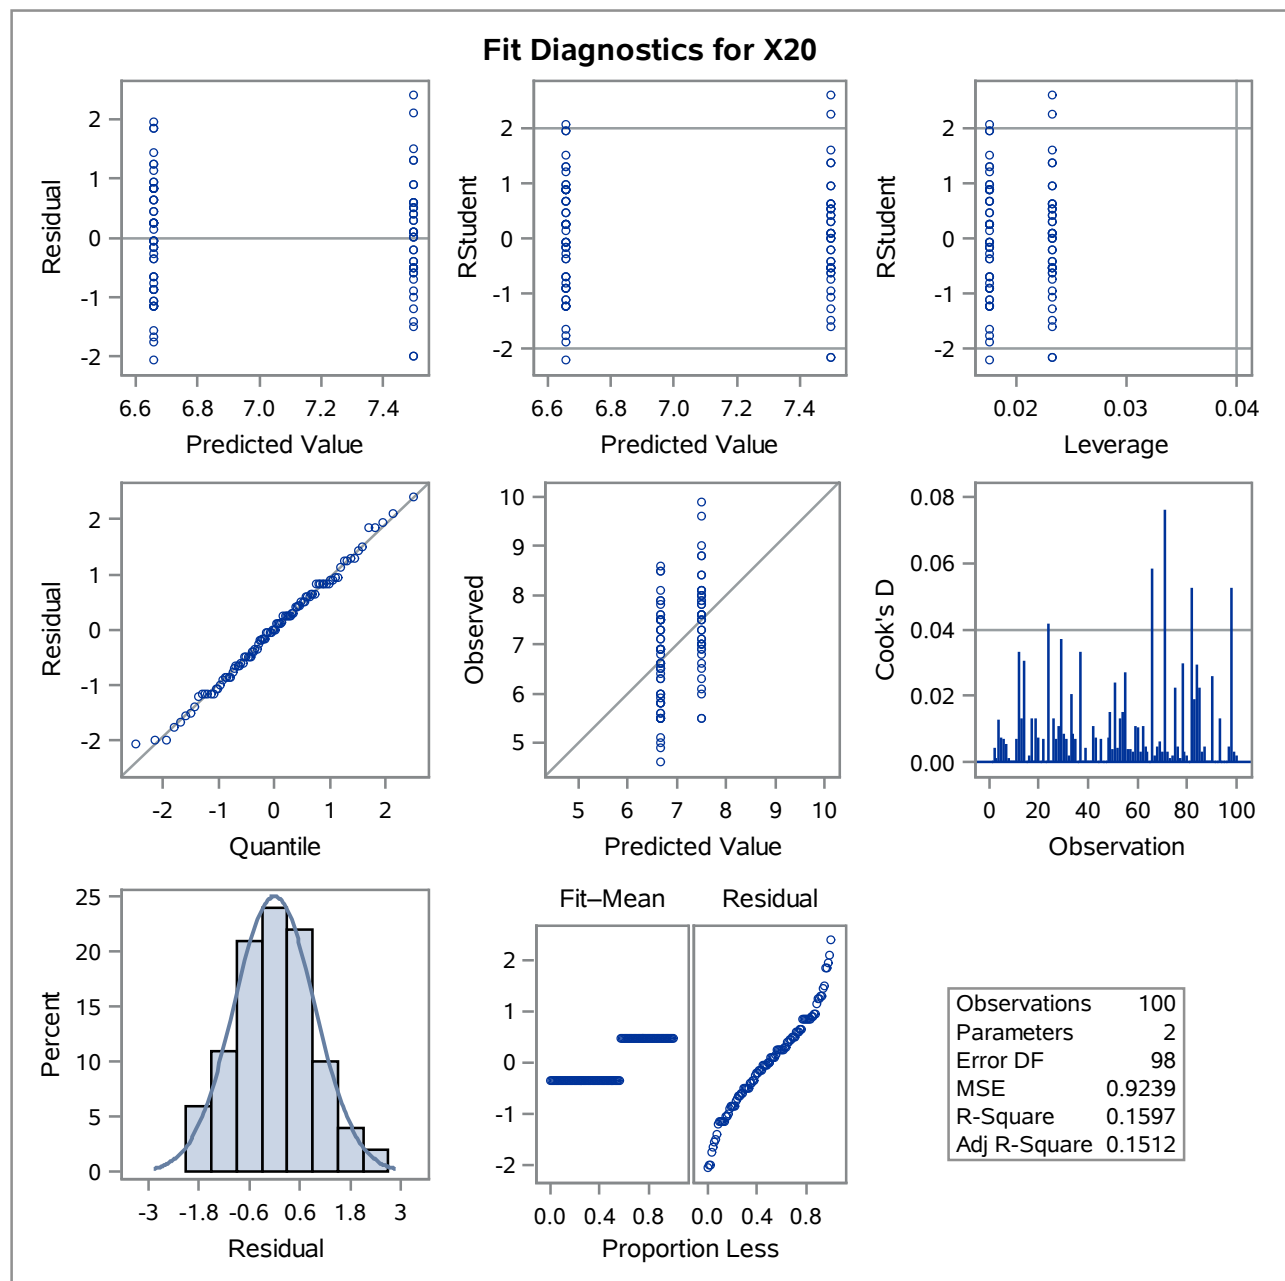 Fit Diagnostics for X20
2
1
0
-1
-2
Residual
6.6 6.8 7.0 7.2 7.4
Predicted Value
2
1
0
-1
-2
RStudent
6.6 6.8 7.0 7.2 7.4
Predicted Value
2
1
0
-1
-2
RStudent
0.02 0.03 0.04
Leverage
2
1
0
-1
-2
Residual
-2 -1 0 1 2
Quantile
10
9
8
7
6
5
Observed
5 6 7 8 9 10
Predicted Value
0.08
0.06
0.04
0.02
0.00
Cook's D
0 20 40 60 80 100
Observation
25
20
15
10
5
0
Percent
-3 -1.8 -0.6 0.6 1.8 3
Residual
Fit–Mean Residual
2
1
0
-1
-2
0.0 0.4 0.8 0.0 0.4 0.8
Proportion Less
Observations 100
Parameters 2
Error DF 98
MSE 0.9239
R-Square 0.1597
Adj R-Square 0.1512